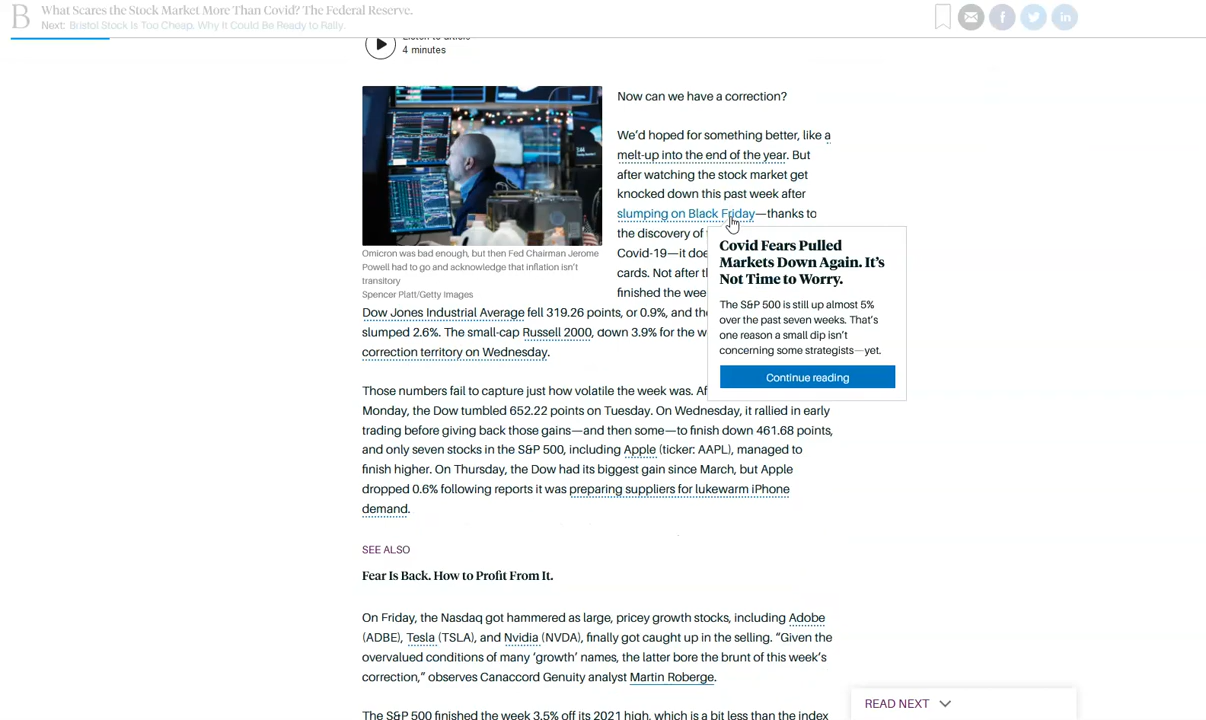 B
What Scares the Stock Market More Than Covid? The Federal Reserve.
Next: Bristol Stock Is Too Cheap. Why It Could Be Ready to Rally.
Listen to article
4 minutes
Omicron was bad enough, but then Fed Chairman Jerome
Powell had to go and acknowledge that inflation isn't
transitory
Spencer Platt/Getty Images
Now can we have a correction?
We'd hoped for something better, like a
melt-up into the end of the year. But
after watching the stock market get
knocked down this past week after
slumping on Black Friday—thanks to
the discovery of
Covid-19—it doe
cards. Not after t
finished the wee
Dow Jones Industrial Average fell 319.26 points, or 0.9%, and the
slumped 2.6%. The small-cap Russell 2000, down 3.9% for the w
correction territory on Wednesday.
Covid Fears Pulled
Markets Down Again. It's
Not Time to Worry.
The S&P 500 is still up almost 5%
over the past seven weeks. That's
one reason a small dip isn't
concerning some strategists—yet.
Continue reading
Those numbers fail to capture just how volatile the week was. Af
Monday, the Dow tumbled 652.22 points on Tuesday. On Wednesday, it rallied in early
trading before giving back those gains—and then some—to finish down 461.68 points,
and only seven stocks in the S&P 500, including Apple (ticker: AAPL), managed to
finish higher. On Thursday, the Dow had its biggest gain since March, but Apple
dropped 0.6% following reports it was preparing suppliers for lukewarm iPhone
demand.
SEE ALSO
Fear Is Back. How to Profit From It.
On Friday, the Nasdaq got hammered as large, pricey growth stocks, including Adobe
(ADBE), Tesla (TSLA), and Nvidia (NVDA), finally got caught up in the selling. "Given the
overvalued conditions of many 'growth' names, the latter bore the brunt of this week's
correction," observes Canaccord Genuity analyst Martin Roberge.
The S&P 500 finished the week 3.5% off its 2021 high, which is a bit less than the index
READ NEXT